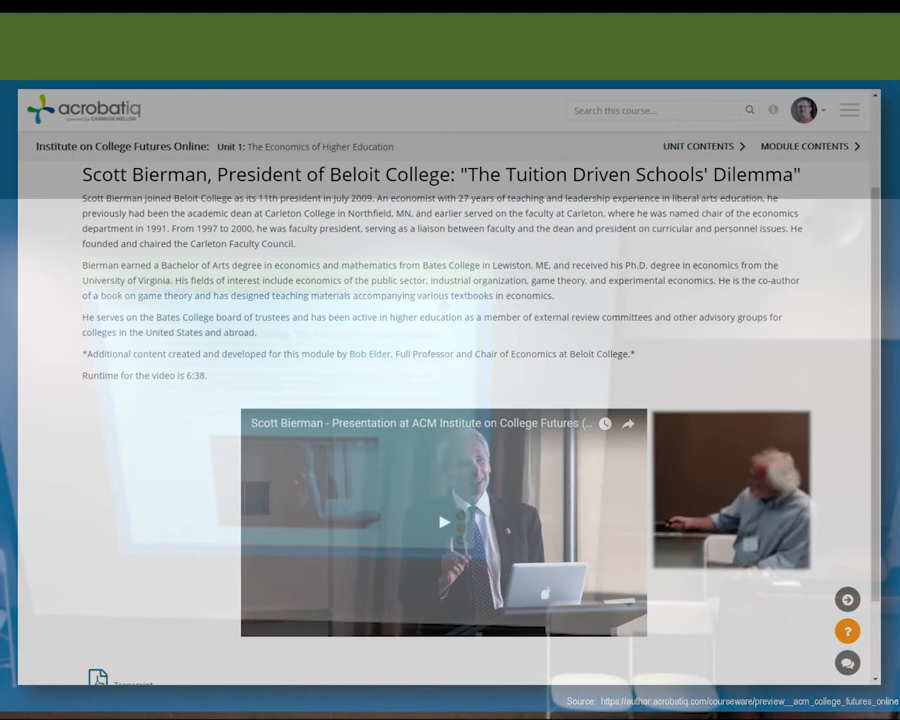 acrobatiq
powered by CARNEGIE MELLON
Search this course...
Institute on College Futures Online: Unit 1: The Economics of Higher Education
UNIT CONTENTS
MODULE CONTENTS
Scott Bierman, President of Beloit College: "The Tuition Driven Schools' Dilemma"
Scott Bierman joined Beloit College as its 11th president in July 2009. An economist with 27 years of teaching and leadership experience in liberal arts education, he
previously had been the academic dean at Carleton College in Northfield, MN, and earlier served on the faculty at Carleton, where he was named chair of the economics
department in 1991. From 1997 to 2000, he was faculty president, serving as a liaison between faculty and the dean and president on curricular and personnel issues. He
founded and chaired the Carleton Faculty Council.
Bierman earned a Bachelor of Arts degree in economics and mathematics from Bates College in Lewiston, ME, and received his Ph.D. degree in economics from the
University of Virginia. His fields of interest include economics of the public sector, industrial organization, game theory, and experimental economics. He is the co-author
of a book on game theory and has designed teaching materials accompanying various textbooks in economics.
He serves on the Bates College board of trustees and has been active in higher education as a member of external review committees and other advisory groups for
colleges in the United States and abroad.
*Additional content created and developed for this module by Bob Elder, Full Professor and Chair of Economics at Beloit College.*
Runtime for the video is 6:38.
Scott Bierman - Presentation at ACM Institute on College Futures (...
?
Transcript
Source: https://author.acrobatiq.com/courseware/preview__acm_college_futures_online